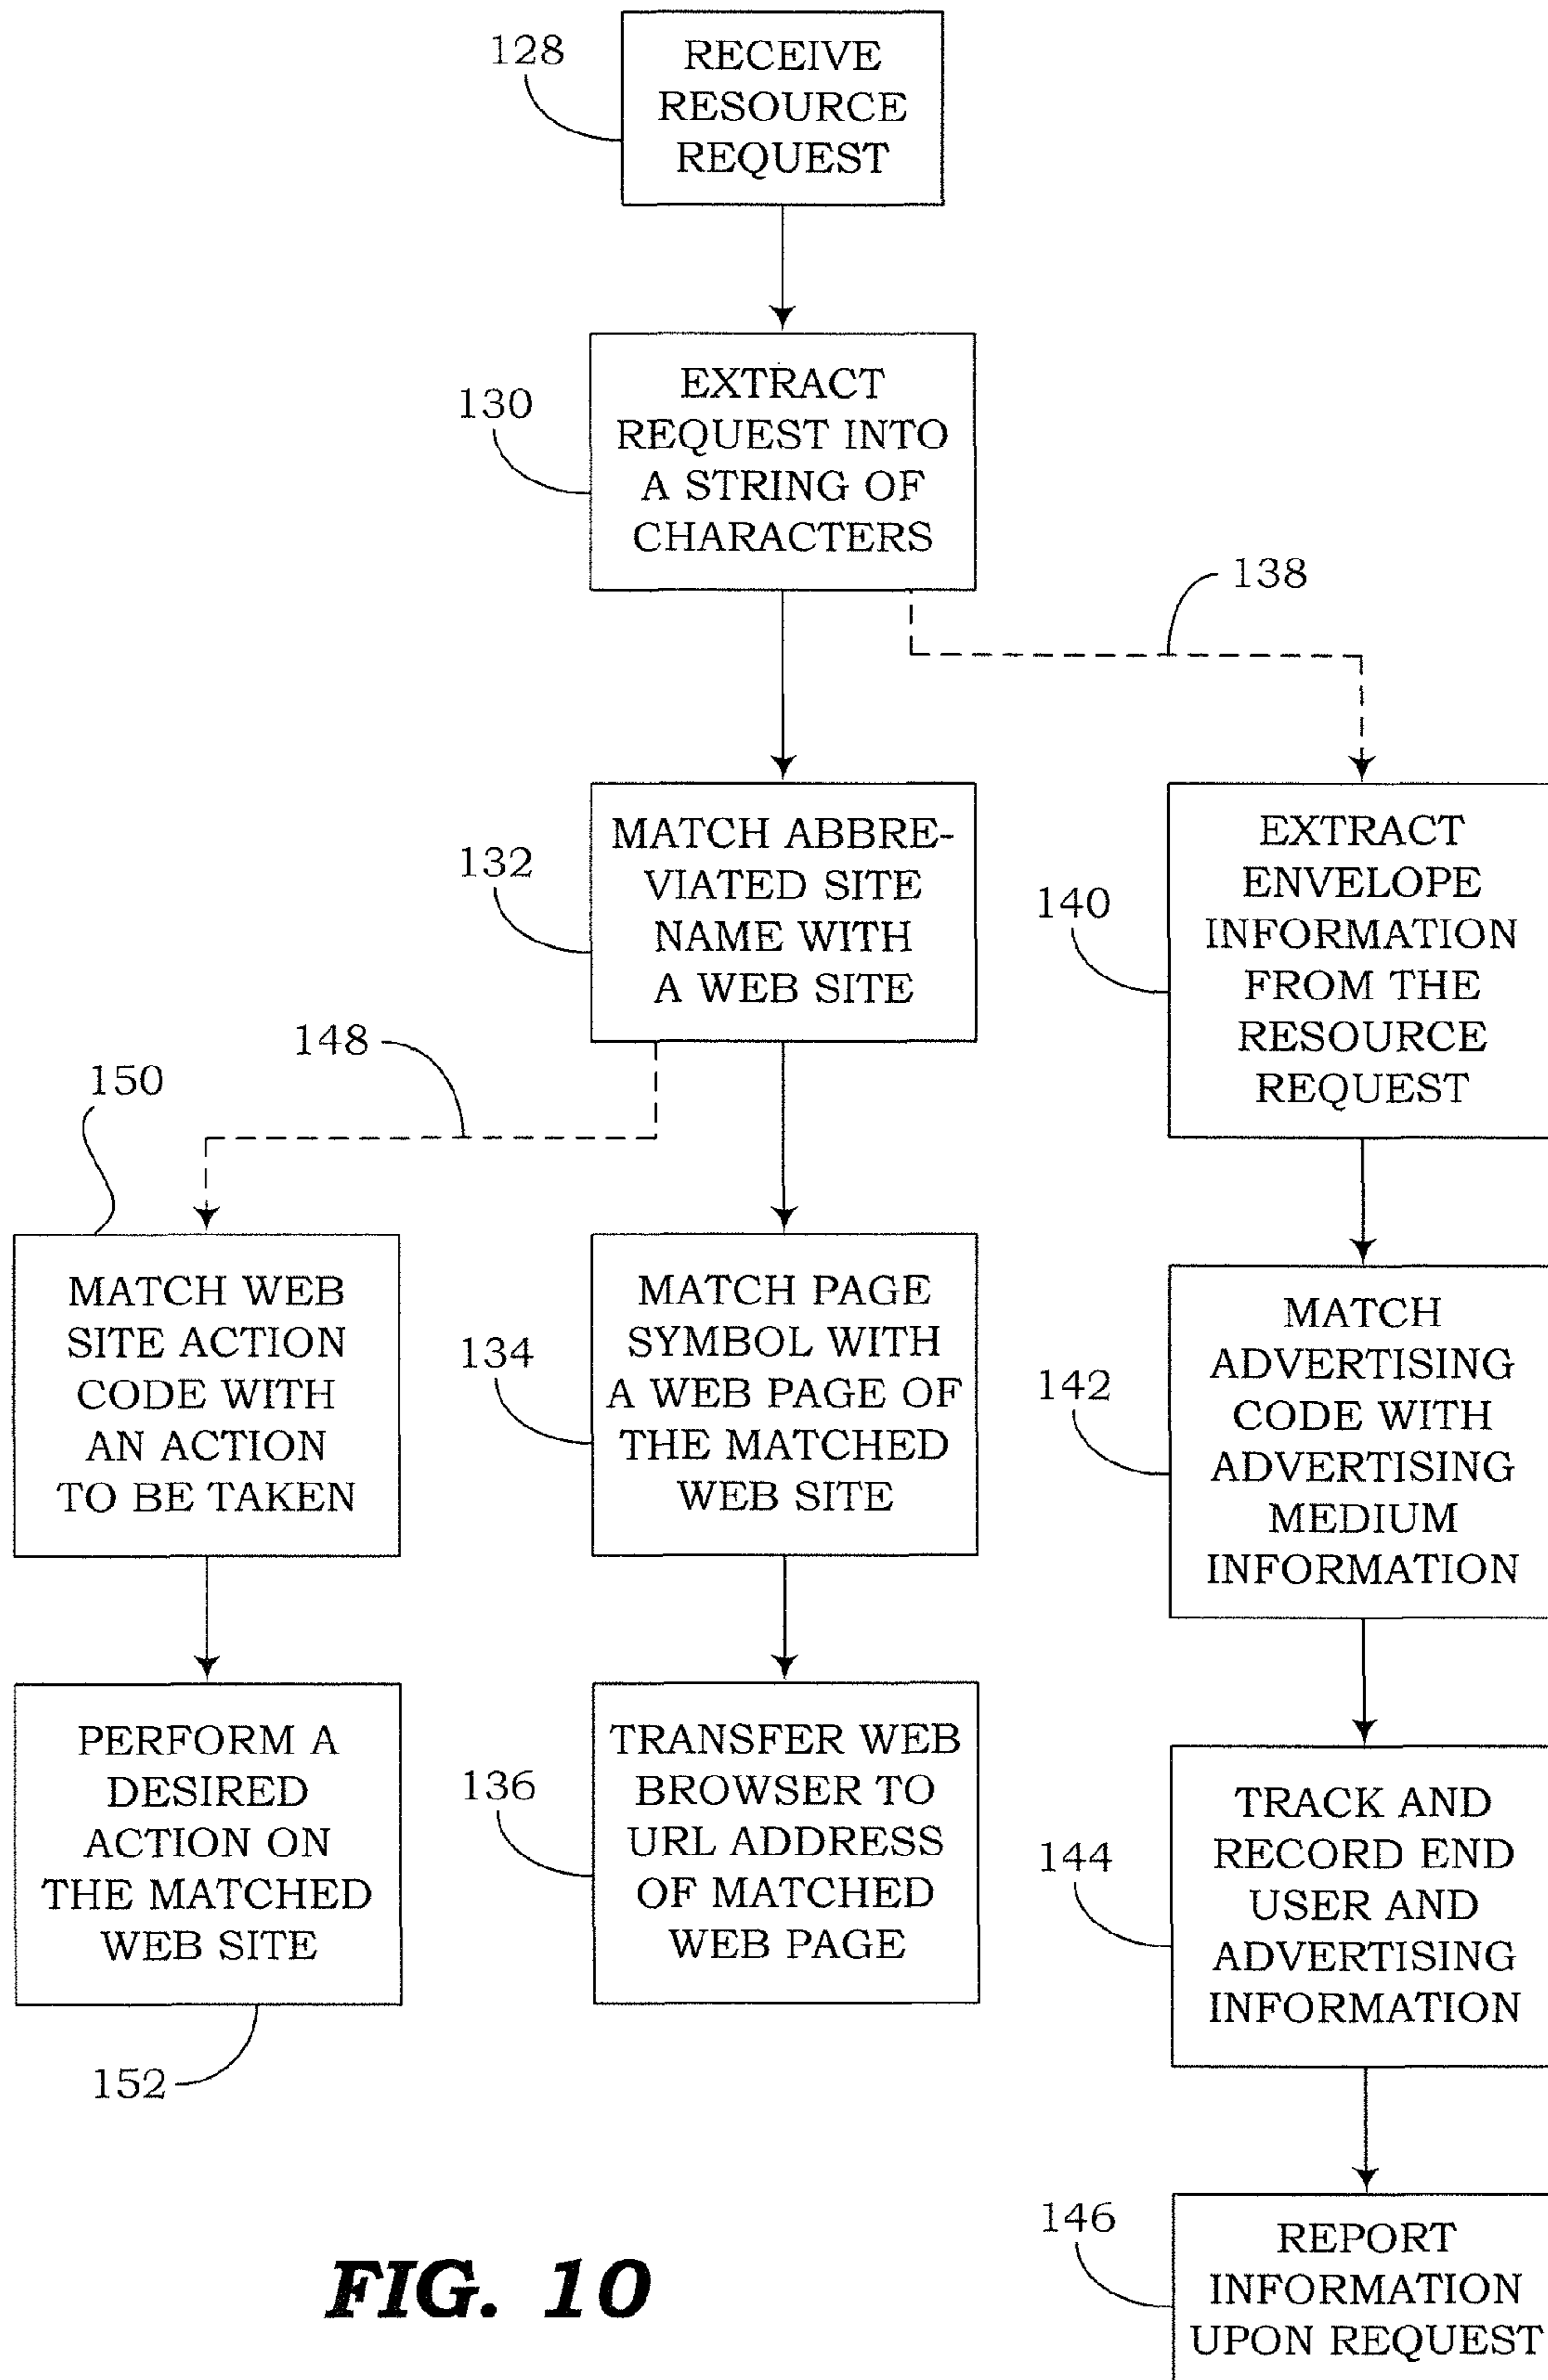 128
RECEIVE
RESOURCE
REQUEST
130
EXTRACT
REQUEST INTO
A STRING OF
CHARACTERS
138
132
MATCH ABBRE-
VIATED SITE
NAME WITH
A WEB SITE
140
EXTRACT
ENVELOPE
INFORMATION
FROM THE
RESOURCE
REQUEST
148
150
MATCH WEB
SITE ACTION
CODE WITH
AN ACTION
TO BE TAKEN
134
MATCH PAGE
SYMBOL WITH
A WEB PAGE OF
THE MATCHED
WEB SITE
142
MATCH
ADVERTISING
CODE WITH
ADVERTISING
MEDIUM
INFORMATION
PERFORM A
DESIRED
ACTION ON
THE MATCHED
WEB SITE
152
136
TRANSFER WEB
BROWSER TO
URL ADDRESS
OF MATCHED
WEB PAGE
144
TRACK AND
RECORD END
USER AND
ADVERTISING
INFORMATION
146
REPORT
INFORMATION
UPON REQUEST
FIG. 10